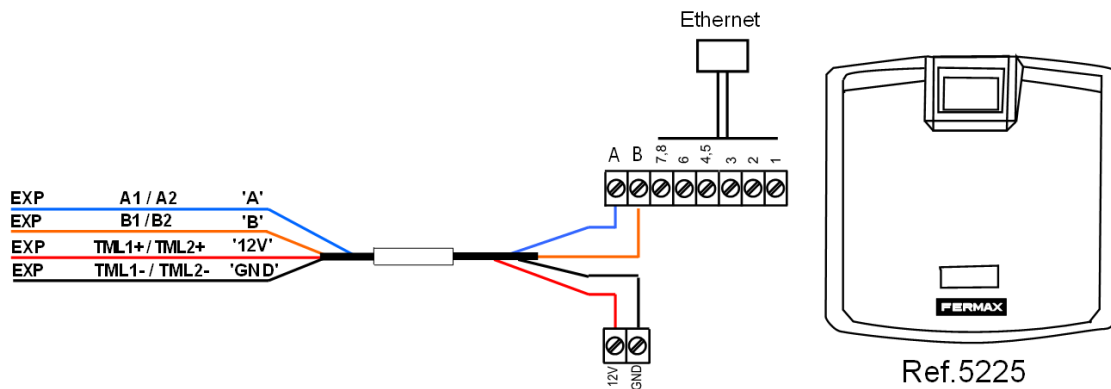 Ethernet
A B 7,8 6 4,5 3 2 1
EXP A1 / A2 'A'
EXP B1 / B2 'B'
EXP TML1+ / TML2+ '12V'
EXP TML1- / TML2- 'GND'
12V GND
FERMAX
Ref.5225